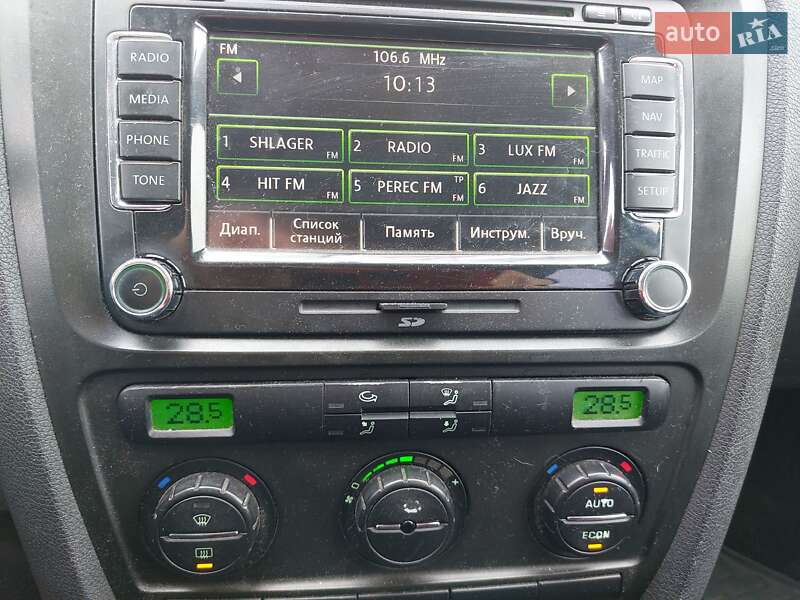 auto RIA
FM
106.6 MHz
10:13
RADIO
MEDIA
PHONE
TONE
MAP
NAV
TRAFFIC
SETUP
1 SHLAGER FM
2 RADIO FM
3 LUX FM FM
4 HIT FM FM
5 PEREC FM TP FM
6 JAZZ FM
Диап.
Список станций
Память
Инструм.
Вруч.
SD
28.5
28.5
AUTO
ECON